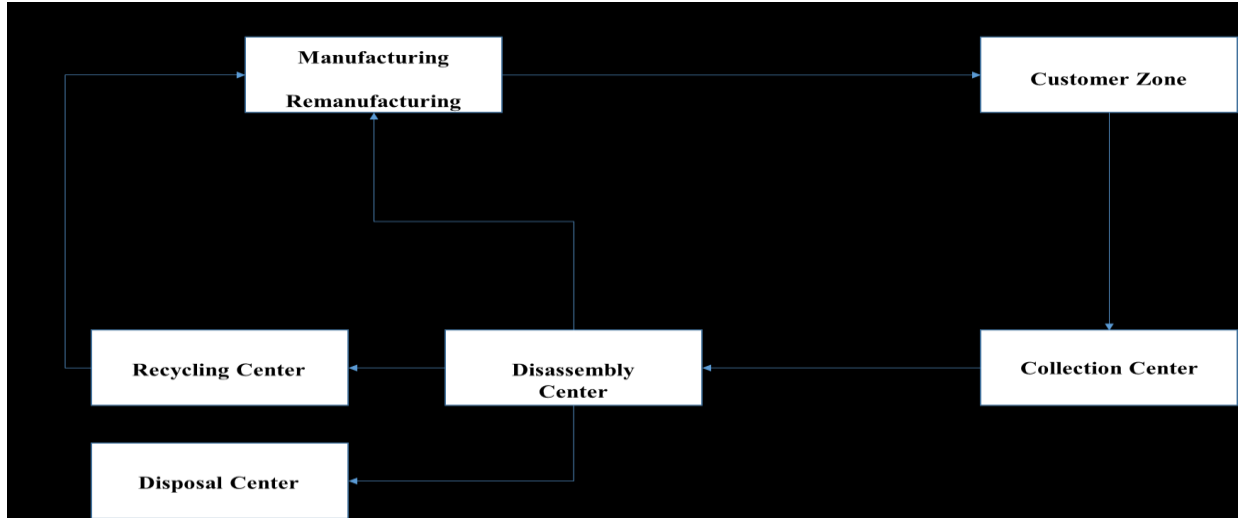 Manufacturing
Remanufacturing
Customer Zone
Recycling Center
Disassembly
Center
Collection Center
Disposal Center